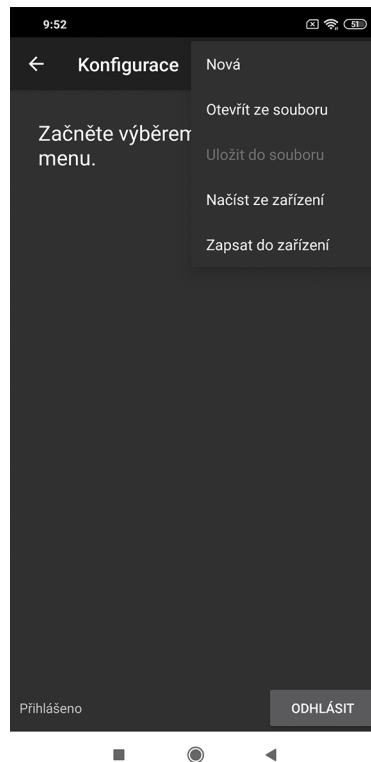 9:52
51
Konfigurace
Nová
Otevřít ze souboru
Uložit do souboru
Načíst ze zařízení
Zapsat do zařízení
Začněte výběrem
menu.
Přihlášeno
ODHLÁSIT